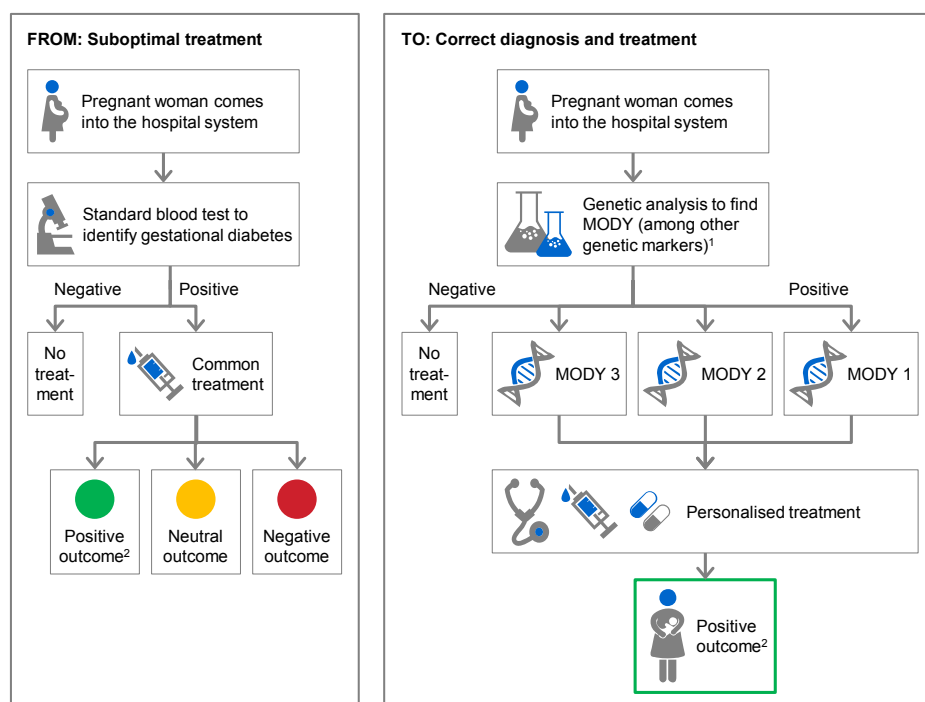 FROM: Suboptimal treatment
Pregnant woman comes
into the hospital system
Standard blood test to
identify gestational diabetes
Negative
Positive
No
treat-
ment
Common
treatment
Positive
outcome²
Neutral
outcome
Negative
outcome
TO: Correct diagnosis and treatment
Pregnant woman comes
into the hospital system
Genetic analysis to find
MODY (among other
genetic markers)¹
Negative
Positive
No
treat-
ment
MODY 3
MODY 2
MODY 1
Personalised treatment
Positive
outcome²